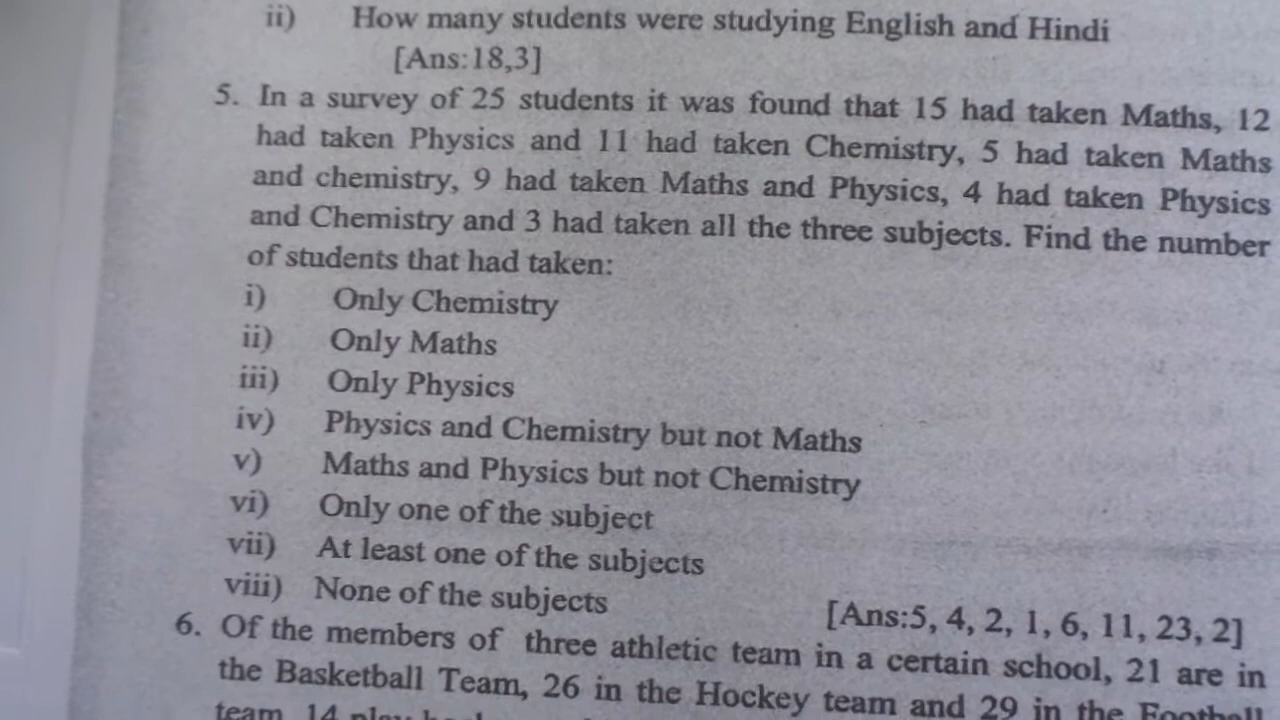 ii) How many students were studying English and Hindi
[Ans:18,3]
5. In a survey of 25 students it was found that 15 had taken Maths, 12
had taken Physics and 11 had taken Chemistry, 5 had taken Maths
and chemistry, 9 had taken Maths and Physics, 4 had taken Physics
and Chemistry and 3 had taken all the three subjects. Find the number
of students that had taken:
i) Only Chemistry
ii) Only Maths
iii) Only Physics
iv) Physics and Chemistry but not Maths
v) Maths and Physics but not Chemistry
vi) Only one of the subject
vii) At least one of the subjects
viii) None of the subjects [Ans:5, 4, 2, 1, 6, 11, 23, 2]
6. Of the members of three athletic team in a certain school, 21 are in
the Basketball Team, 26 in the Hockey team and 29 in the Football
team, 14 play